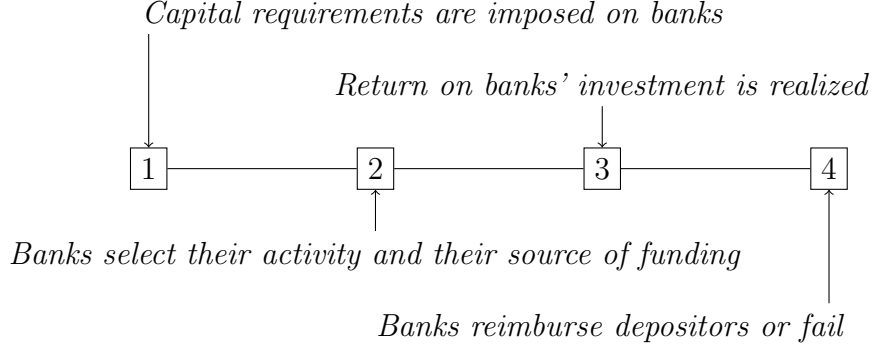 Capital requirements are imposed on banks
Return on banks' investment is realized
1 2 3 4
Banks select their activity and their source of funding
Banks reimburse depositors or fail